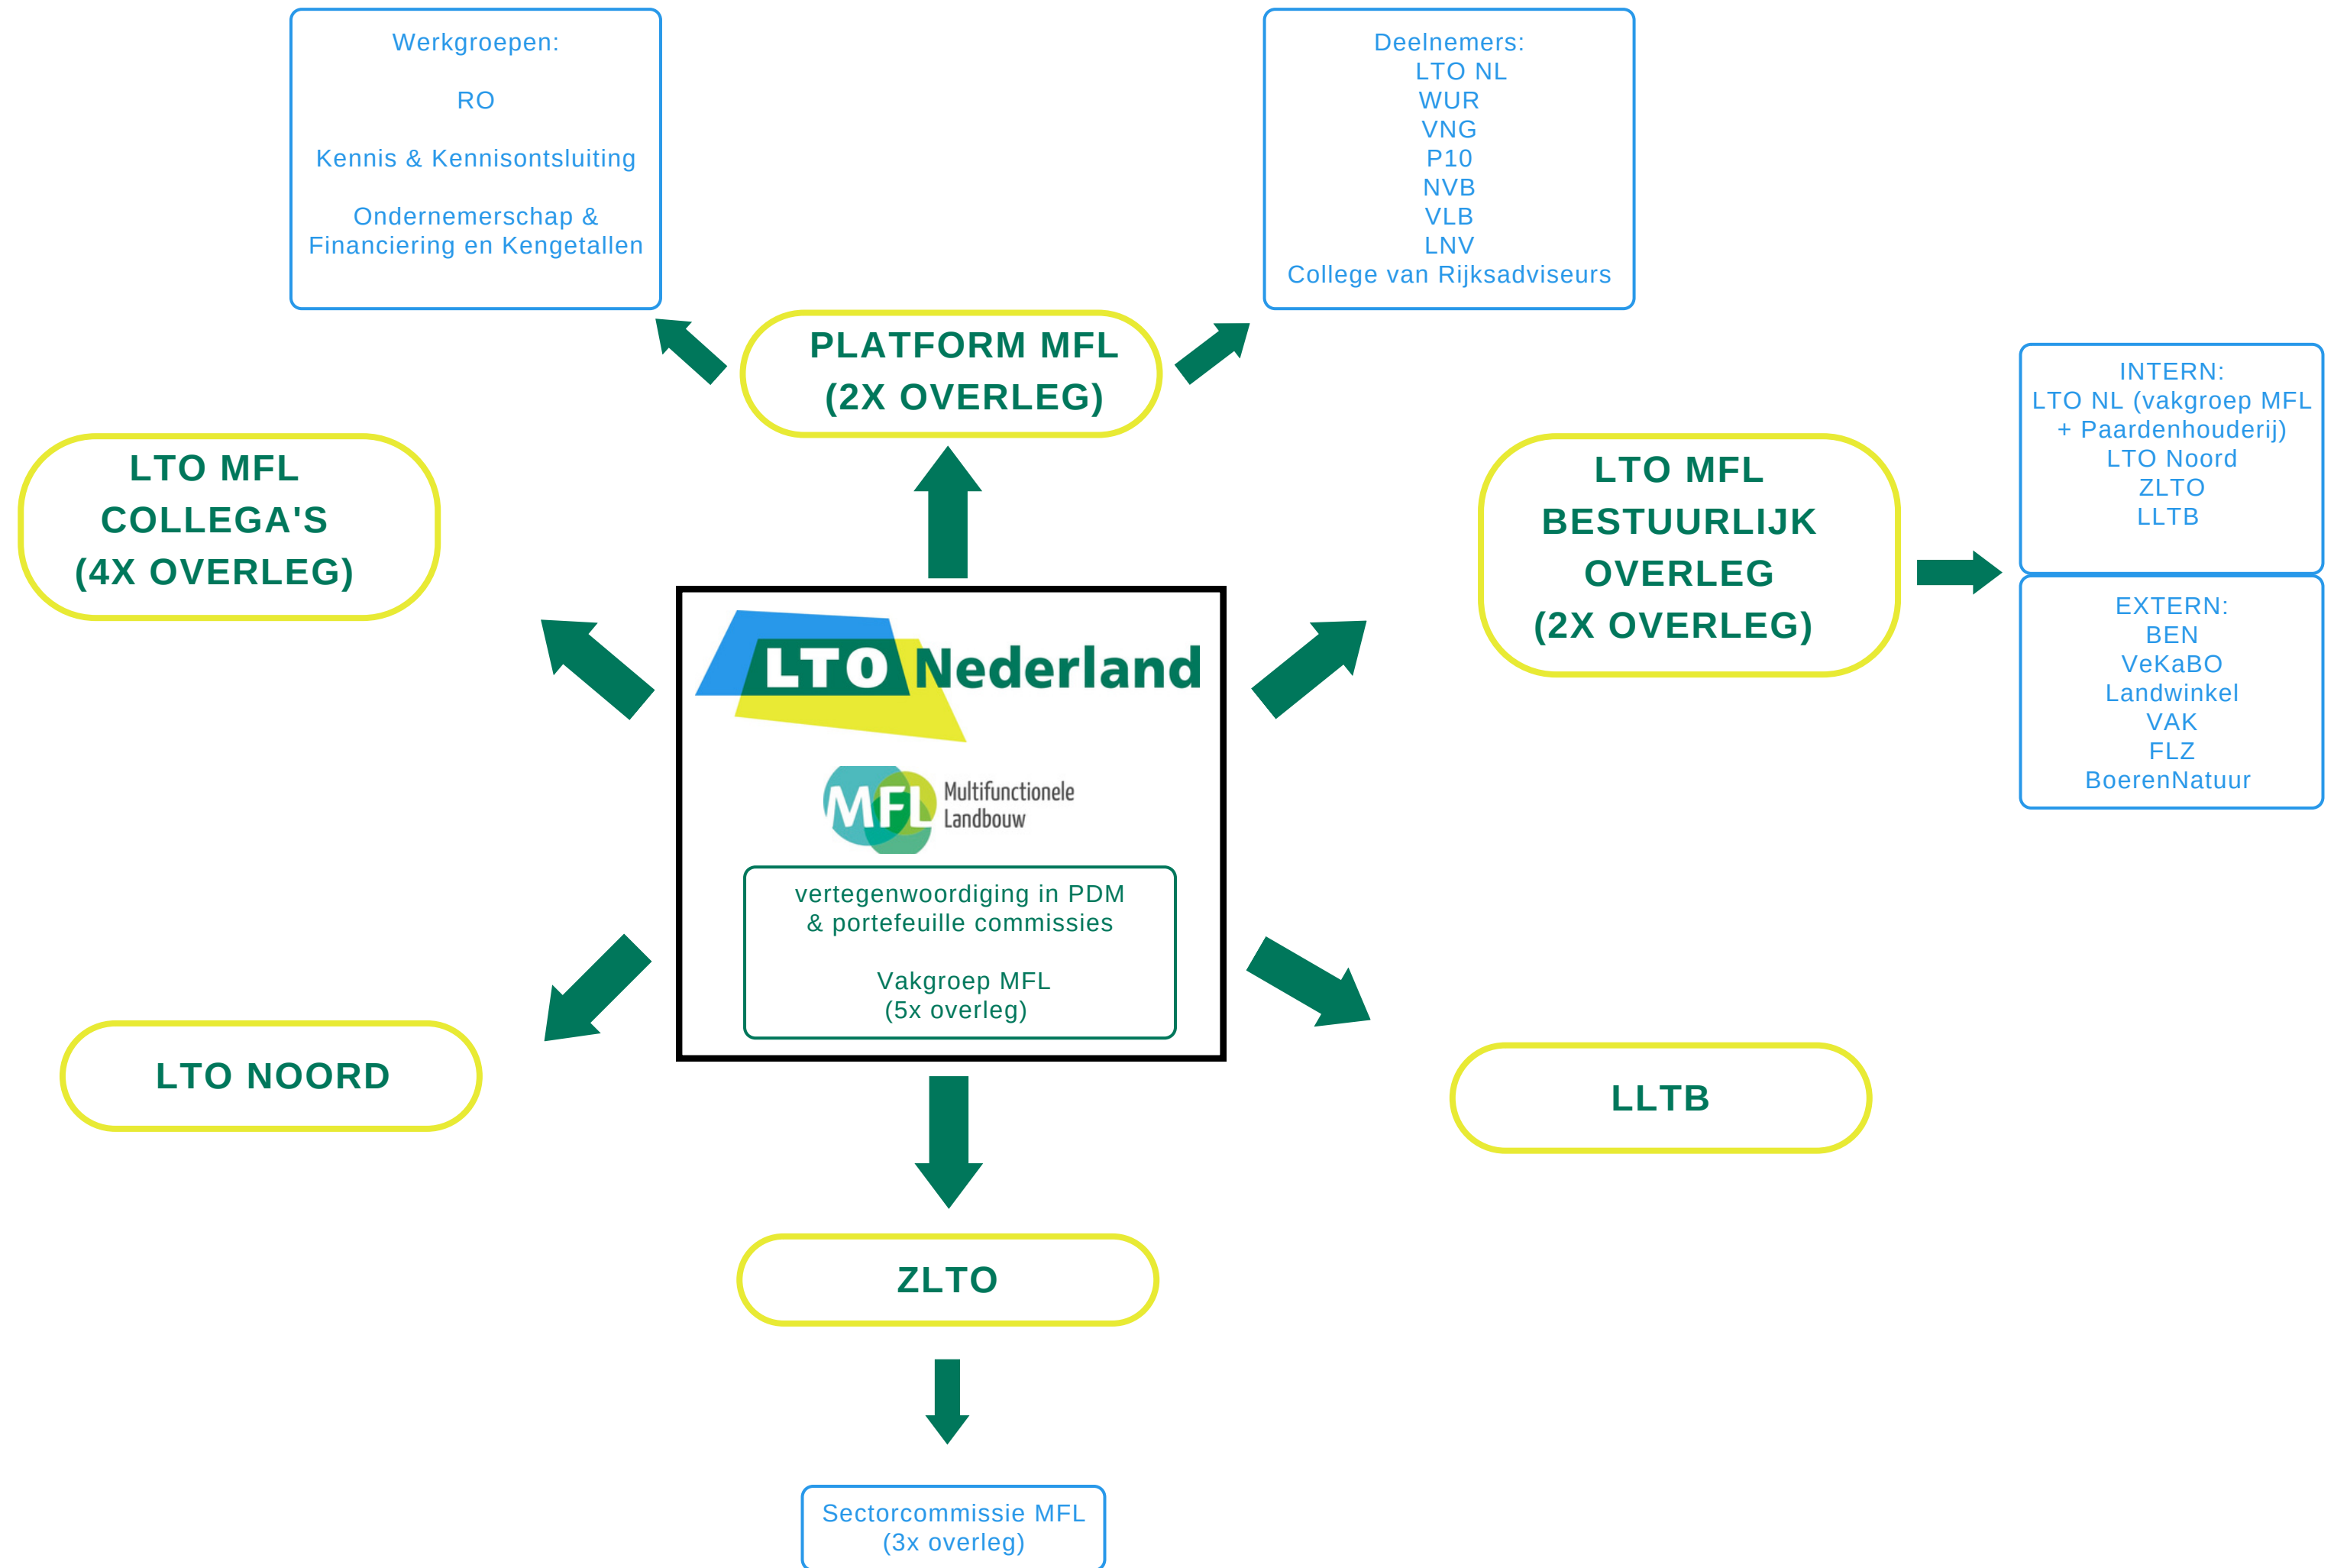 Werkgroepen:
RO
Kennis & Kennisontsluiting
Ondernemerschap &
Financiering en Kengetallen
Deelnemers:
LTO NL
WUR
VNG
P10
NVB
VLB
LNV
College van Rijksadviseurs
PLATFORM MFL
(2X OVERLEG)
LTO MFL
COLLEGA'S
(4X OVERLEG)
LTO MFL
BESTUURLIJK
OVERLEG
(2X OVERLEG)
INTERN:
LTO NL (vakgroep MFL
+ Paardenhouderij)
LTO Noord
ZLTO
LLTB
EXTERN:
BEN
VeKaBO
Landwinkel
VAK
FLZ
BoerenNatuur
LTO Nederland
MFL Multifunctionele
Landbouw
vertegenwoordiging in PDM
& portefeuille commissies
Vakgroep MFL
(5x overleg)
LTO NOORD
LLTB
ZLTO
Sectorcommissie MFL
(3x overleg)